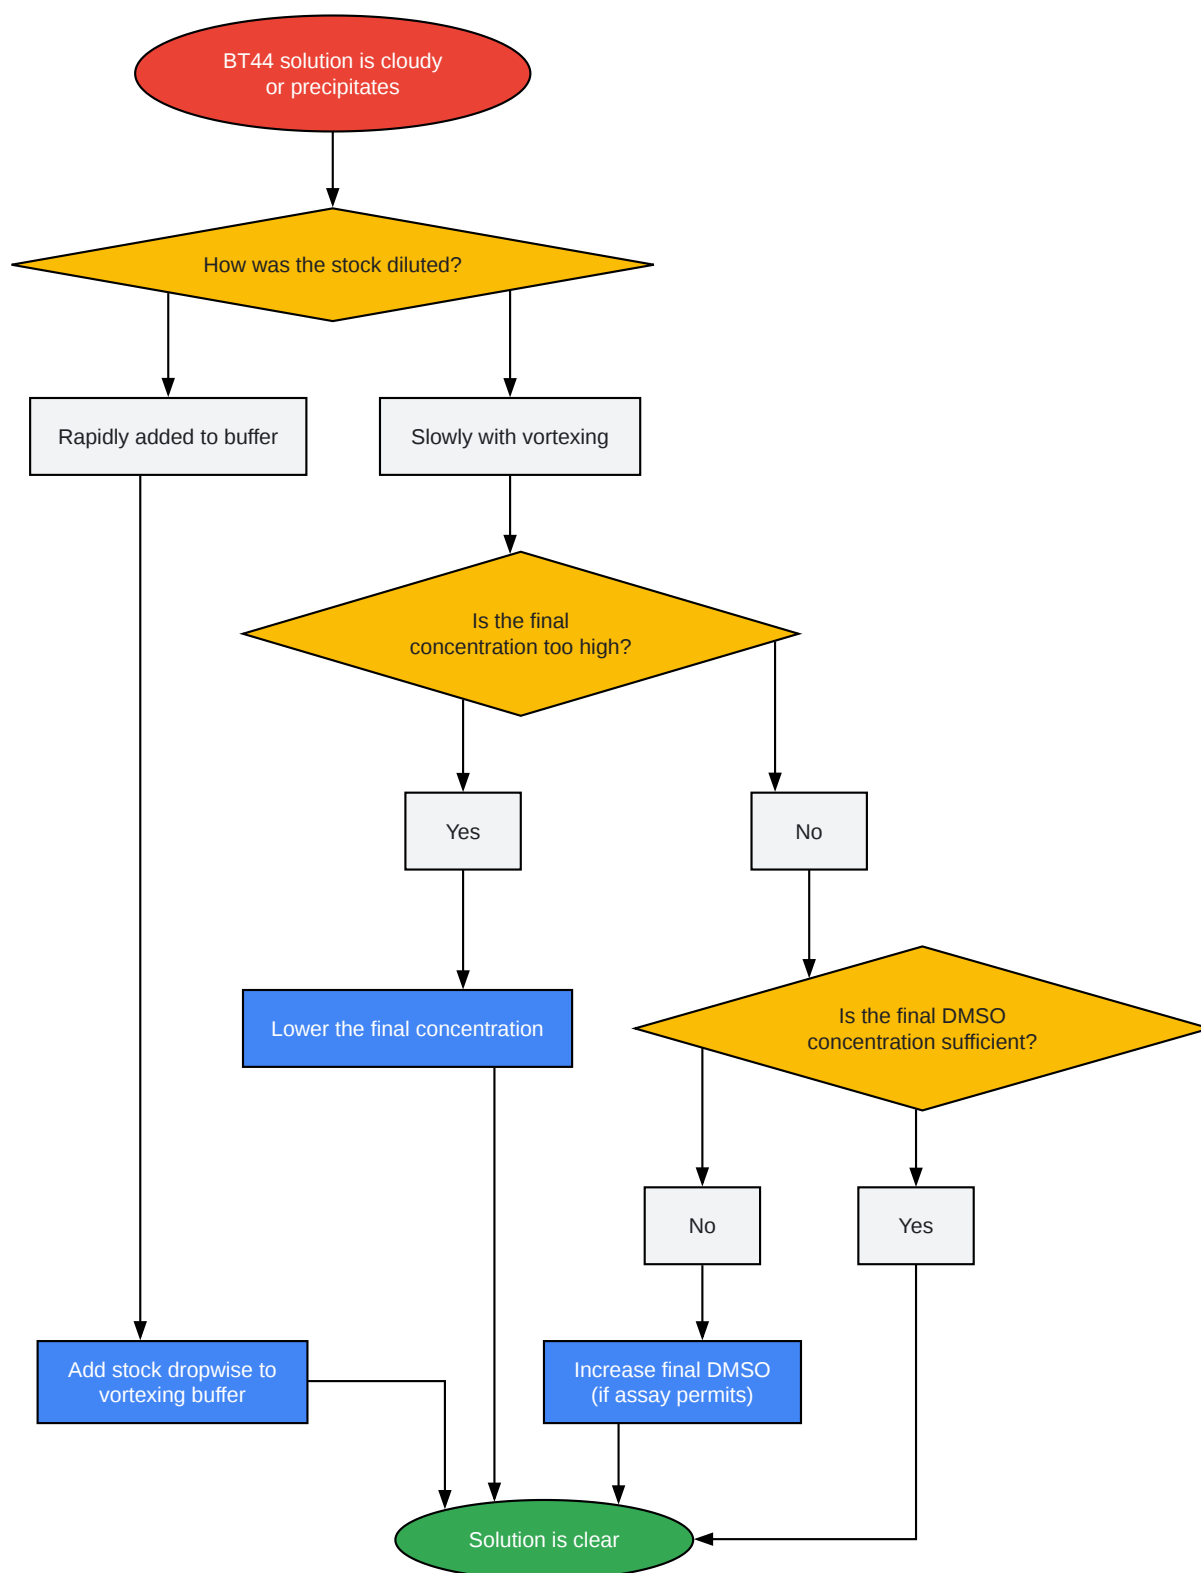 BT44 solution is cloudy
or precipitates
How was the stock diluted?
Rapidly added to buffer
Slowly with vortexing
Is the final
concentration too high?
Yes
No
Lower the final concentration
Is the final DMSO
concentration sufficient?
No
Yes
Add stock dropwise to
vortexing buffer
Increase final DMSO
(if assay permits)
Solution is clear